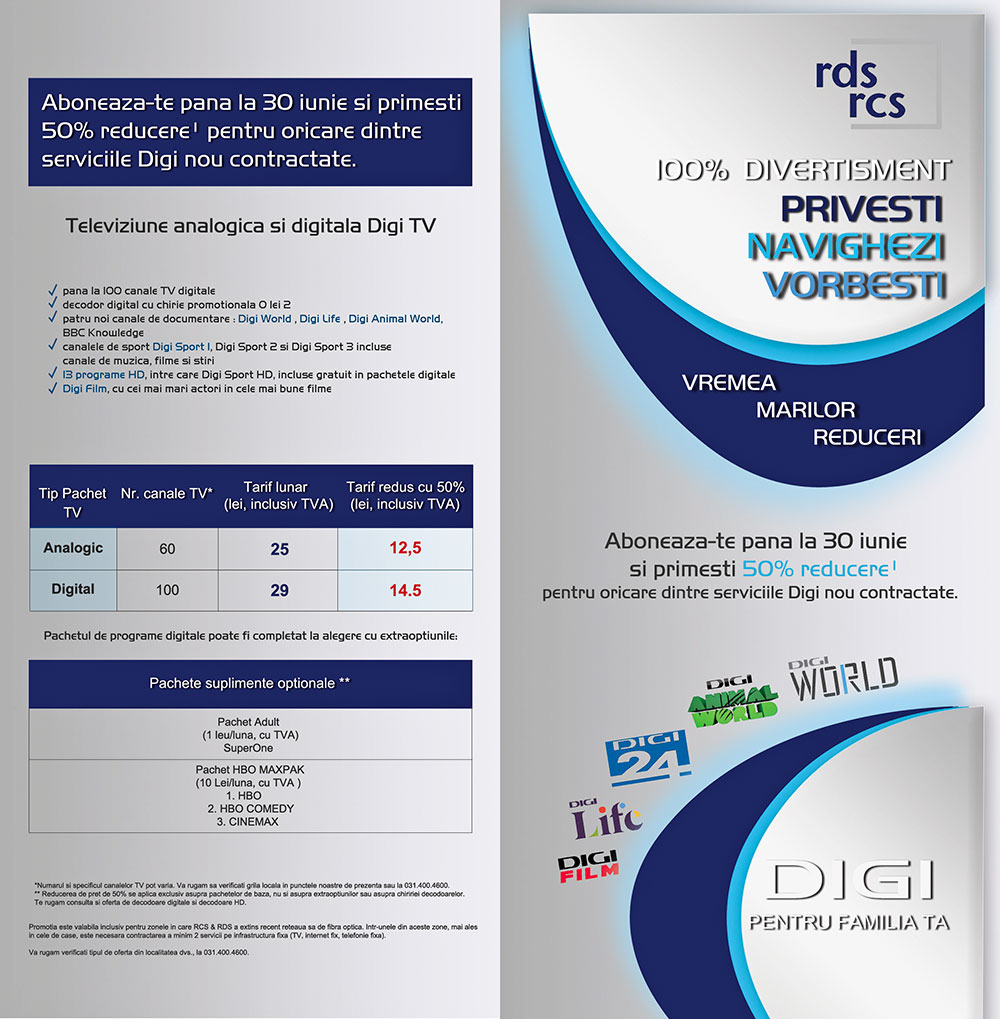 Aboneaza-te pana la 30 iunie si primesti
50% reducere¹ pentru oricare dintre
serviciile Digi nou contractate.
Televiziune analogica si digitala Digi TV
✓ pana la 100 canale TV digitale
✓ decodor digital cu chirie promotionala 0 lei 2
✓ patru noi canale de documentare : Digi World , Digi Life , Digi Animal World,
BBC Knowledge
✓ canalele de sport Digi Sport 1, Digi Sport 2 si Digi Sport 3 incluse
canale de muzica, filme si stiri
✓ 13 programe HD, intre care Digi Sport HD, incluse gratuit in pachetele digitale
✓ Digi Film, cu cei mai mari actori in cele mai bune filme
Tip Pachet TV Nr. canale TV* Tarif lunar (lei, inclusiv TVA) Tarif redus cu 50% (lei, inclusiv TVA)
Analogic 60 25 12,5
Digital 100 29 14.5
Pachetul de programe digitale poate fi completat la alegere cu extraoptiunile:
Pachete suplimente optionale **
Pachet Adult
(1 leu/luna, cu TVA)
SuperOne
Pachet HBO MAXPAK
(10 Lei/luna, cu TVA )
1. HBO
2. HBO COMEDY
3. CINEMAX
*Numarul si specificul canalelor TV pot varia. Va rugam sa verificati grila locala in punctele noastre de prezenta sau la 031.400.4600.
** Reducerea de pret de 50% se aplica exclusiv asupra pachetelor de baza, nu si asupra extraoptiunilor sau asupra chiriei decodoarelor.
Te rugam consulta si oferta de decodoare digitale si decodoare HD.
Promotia este valabila inclusiv pentru zonele in care RCS & RDS a extins recent reteaua sa de fibra optica. Intr-unele din aceste zone, mai ales
in cele de case, este necesara contractarea a minim 2 servicii pe infrastructura fixa (TV, internet fix, telefonie fixa).
Va rugam verificati tipul de oferta din localitatea dvs., la 031.400.4600.
rds
rcs
100% DIVERTISMENT
PRIVESTI
NAVIGHEZI
VORBESTI
VREMEA
MARILOR
REDUCERI
Aboneaza-te pana la 30 iunie
si primesti 50% reducere¹
pentru oricare dintre serviciile Digi nou contractate.
DIGI WORLD
DIGI ANIMAL WORLD
DIGI 24
DIGI Life
DIGI FILM
DIGI
PENTRU FAMILIA TA